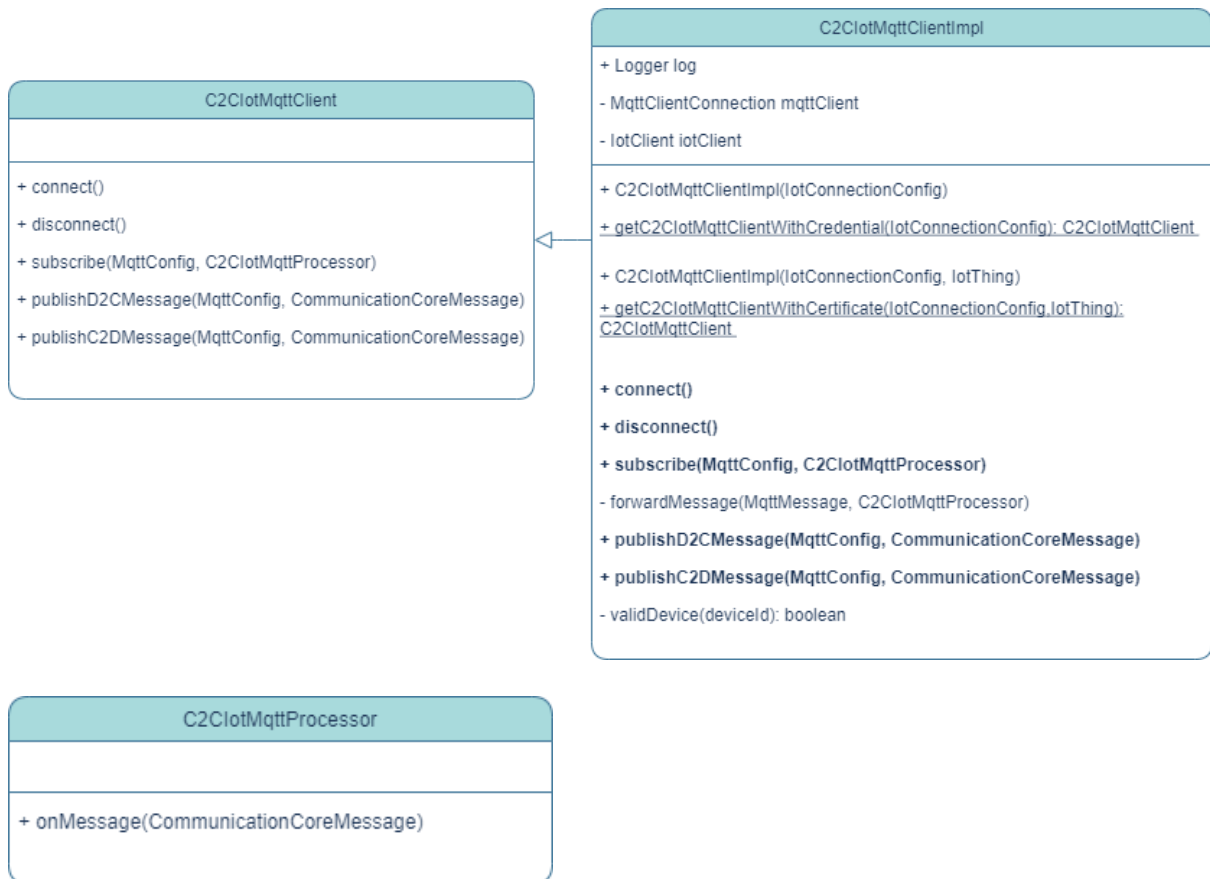 C2CIotMqttClient
+ connect()
+ disconnect()
+ subscribe(MqttConfig, C2CIotMqttProcessor)
+ publishD2CMessage(MqttConfig, CommunicationCoreMessage)
+ publishC2DMessage(MqttConfig, CommunicationCoreMessage)
C2CIotMqttClientImpl
+ Logger log
- MqttClientConnection mqttClient
- IotClient iotClient
+ C2CIotMqttClientImpl(IotConnectionConfig)
+ getC2CIotMqttClientWithCredential(IotConnectionConfig): C2CIotMqttClient
+ C2CIotMqttClientImpl(IotConnectionConfig, IotThing)
+ getC2CIotMqttClientWithCertificate(IotConnectionConfig,IotThing):
C2CIotMqttClient
+ connect()
+ disconnect()
+ subscribe(MqttConfig, C2CIotMqttProcessor)
- forwardMessage(MqttMessage, C2CIotMqttProcessor)
+ publishD2CMessage(MqttConfig, CommunicationCoreMessage)
+ publishC2DMessage(MqttConfig, CommunicationCoreMessage)
- validDevice(deviceId): boolean
C2CIotMqttProcessor
+ onMessage(CommunicationCoreMessage)